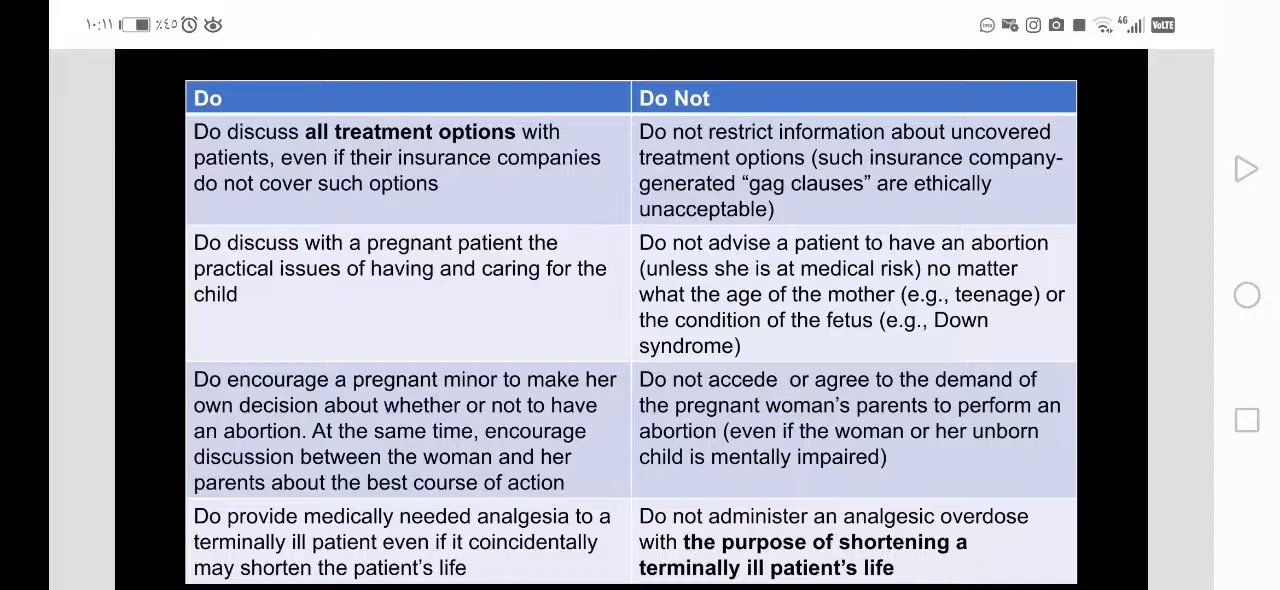 ١٠:١١ ٪٤٥ imo 4G VoLTE
Do
Do Not
Do discuss all treatment options with
patients, even if their insurance companies
do not cover such options
Do not restrict information about uncovered
treatment options (such insurance company-
generated “gag clauses” are ethically
unacceptable)
Do discuss with a pregnant patient the
practical issues of having and caring for the
child
Do not advise a patient to have an abortion
(unless she is at medical risk) no matter
what the age of the mother (e.g., teenage) or
the condition of the fetus (e.g., Down
syndrome)
Do encourage a pregnant minor to make her
own decision about whether or not to have
an abortion. At the same time, encourage
discussion between the woman and her
parents about the best course of action
Do not accede  or agree to the demand of
the pregnant woman’s parents to perform an
abortion (even if the woman or her unborn
child is mentally impaired)
Do provide medically needed analgesia to a
terminally ill patient even if it coincidentally
may shorten the patient’s life
Do not administer an analgesic overdose
with the purpose of shortening a
terminally ill patient’s life